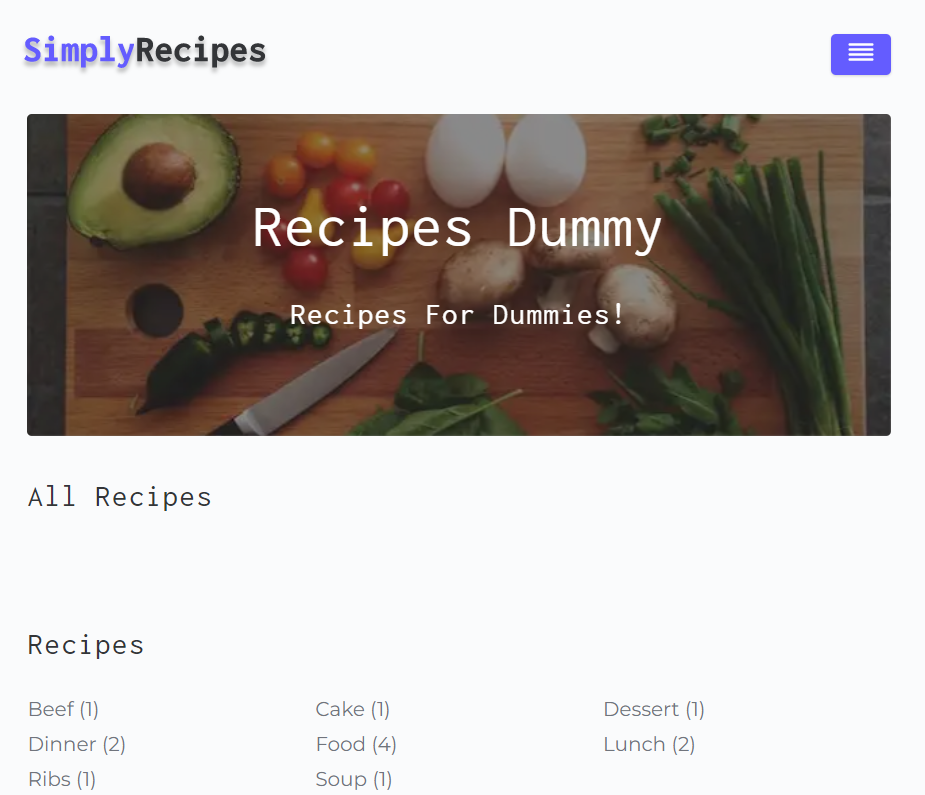 SimplyRecipes
Recipes Dummy
Recipes For Dummies!
All Recipes
Recipes
Beef (1)
Cake (1)
Dessert (1)
Dinner (2)
Food (4)
Lunch (2)
Ribs (1)
Soup (1)